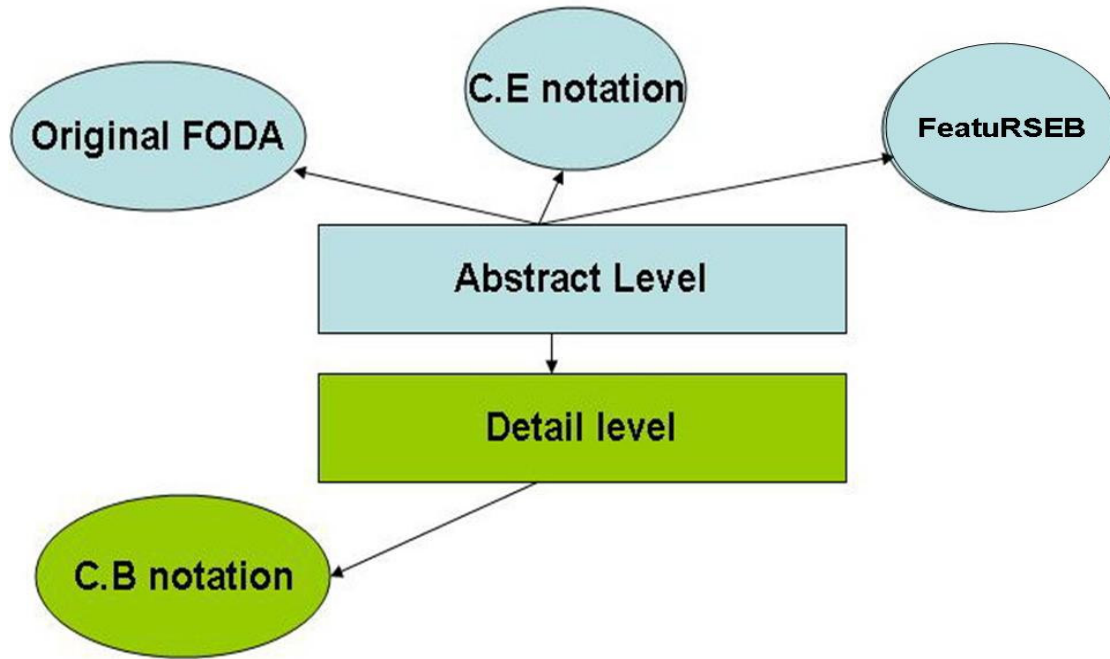 C.E notation
Original FODA
FeatuRSEB
Abstract Level
Detail level
C.B notation